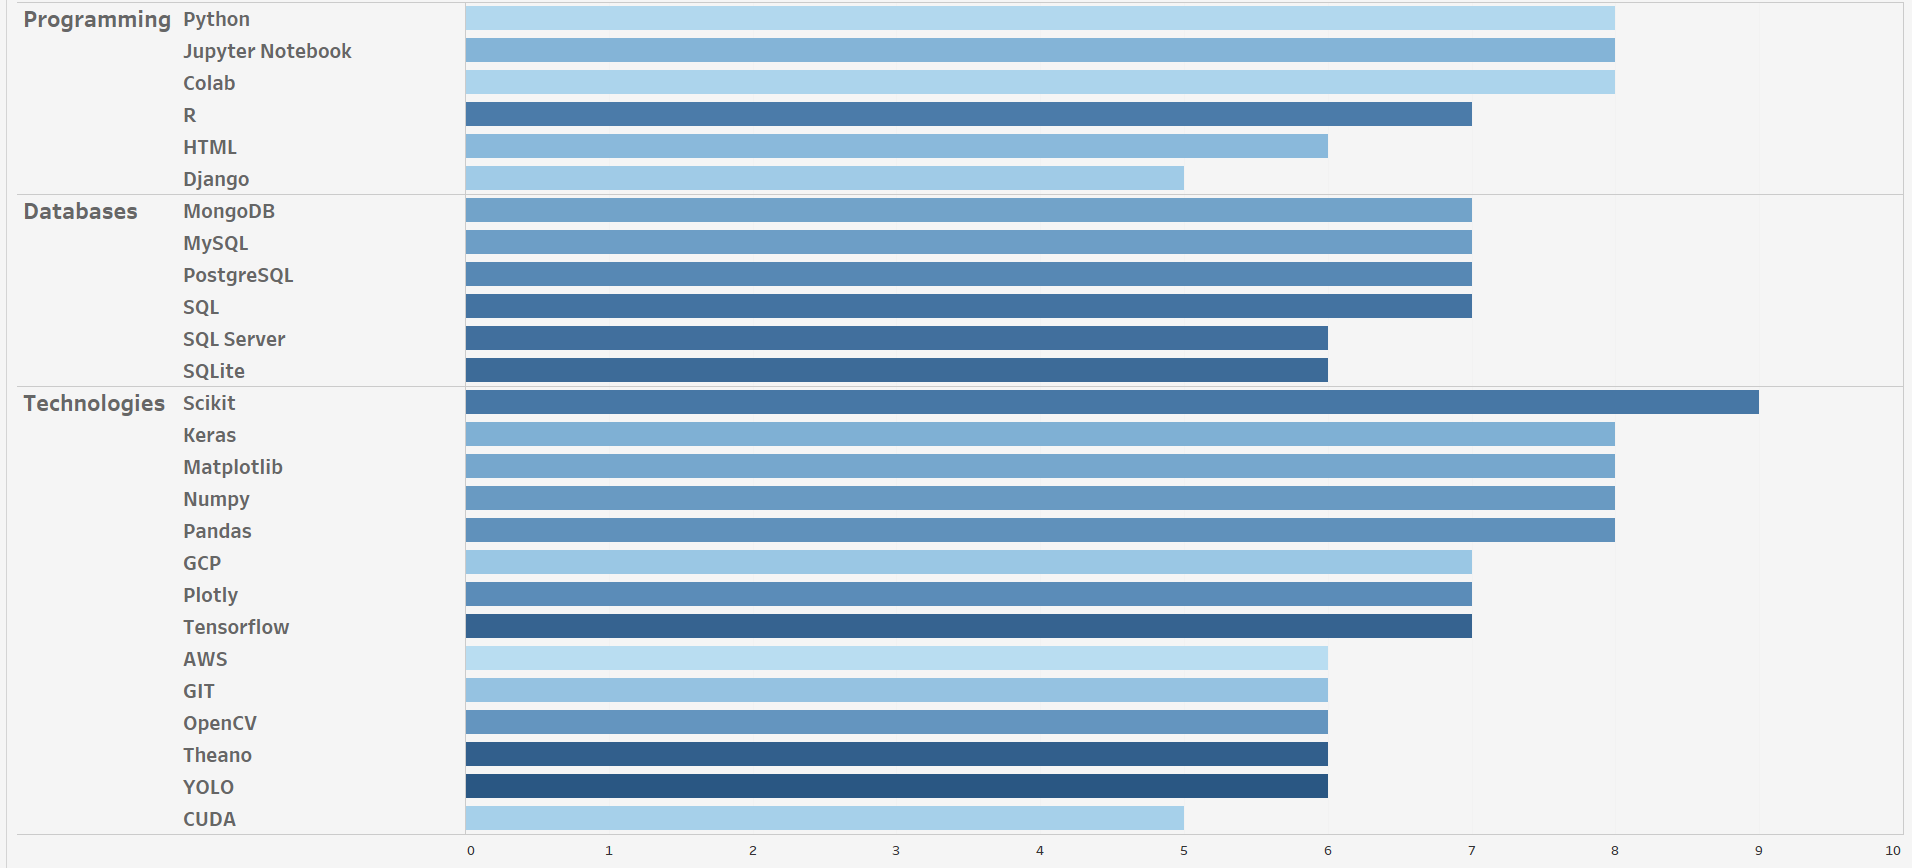 Programming Python
Jupyter Notebook
Colab
R
HTML
Django
Databases MongoDB
MySQL
PostgreSQL
SQL
SQL Server
SQLite
Technologies Scikit
Keras
Matplotlib
Numpy
Pandas
GCP
Plotly
Tensorflow
AWS
GIT
OpenCV
Theano
YOLO
CUDA
0 1 2 3 4 5 6 7 8 9 10